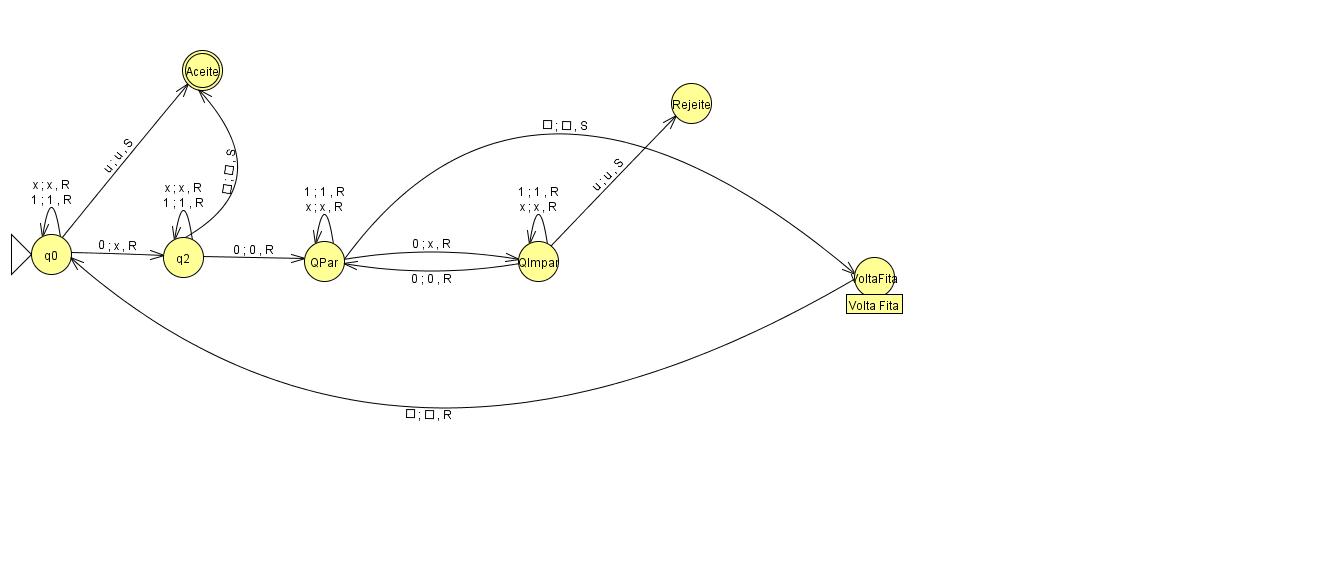 Aceite
Rejeite
□ ; □ , S
u ; u , S
□ ; □ , S
u ; u , S
x ; x , R
1 ; 1 , R
x ; x , R
1 ; 1 , R
1 ; 1 , R
x ; x , R
1 ; 1 , R
x ; x , R
q0
0 ; x , R
q2
0 ; 0 , R
QPar
0 ; x , R
0 ; 0 , R
QImpar
VoltaFita
Volta Fita
□ ; □ , R